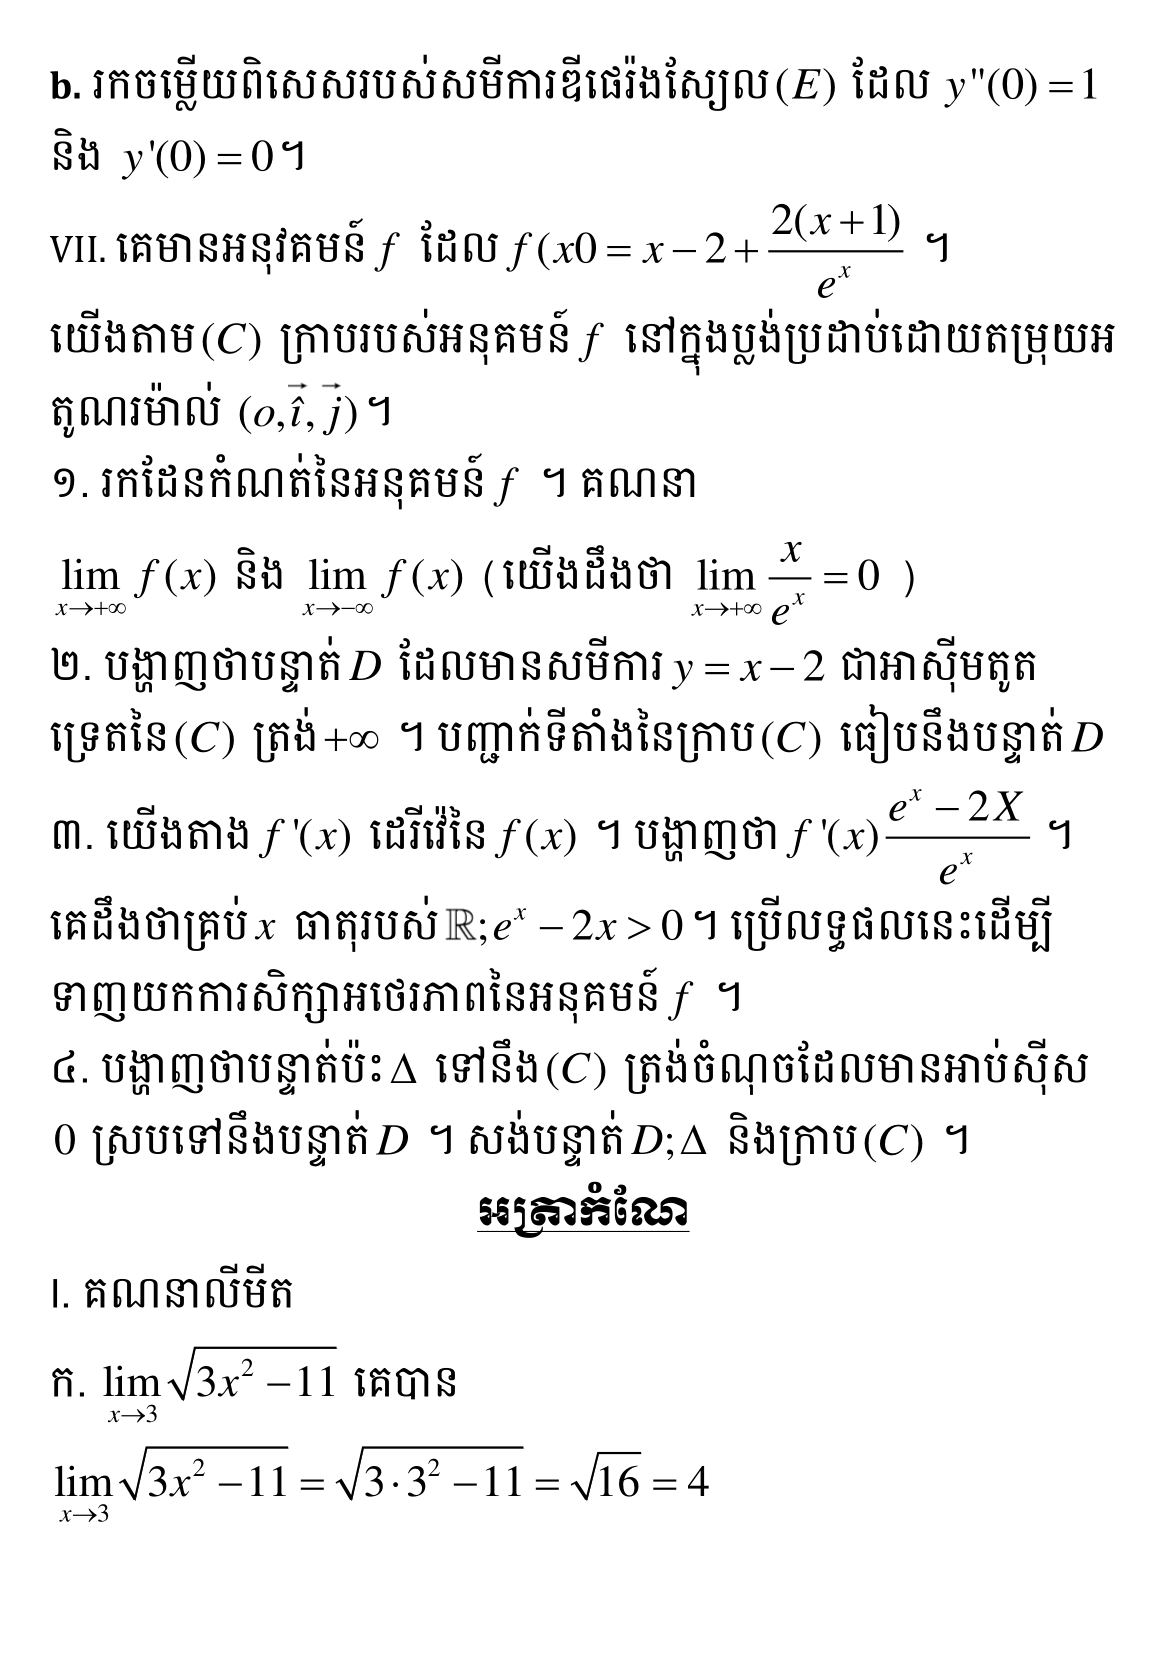 b. រកចម្លើយពិសេសរបស់សមីការឌីផេរ៉ងស្យែល(E) ដែល y"(0) = 1
និង y'(0) = 0។
VII. គេមានអនុវគមន៍ f ដែល f(x0 = x − 2 + \frac{2(x+1)}{e^x} ។
យើងតាម(C) ក្រាបរបស់អនុគមន៍ f នៅក្នុងប្លង់ប្រដាប់ដោយតម្រុយអ
តូណរម៉ាល់ (o, \vec{î}, \vec{j})។
១. រកដែនកំណត់នៃអនុគមន៍ f ។ គណនា
\lim_{x→+∞} f(x) និង \lim_{x→−∞} f(x) (យើងដឹងថា \lim_{x→+∞} \frac{x}{e^x} = 0 )
២. បង្ហាញថាបន្ទាត់ D ដែលមានសមីការ y = x − 2 ជាអាស៊ីមតូត
ទ្រេតនៃ(C) ត្រង់+∞ ។ បញ្ជាក់ទីតាំងនៃក្រាប(C) ធៀបនឹងបន្ទាត់ D
៣. យើងតាង f '(x) ដេរីវ៉េនៃ f(x) ។ បង្ហាញថា f '(x) \frac{e^x − 2X}{e^x} ។
គេដឹងថាគ្រប់ x ធាតុរបស់ ℝ; e^x − 2x > 0។ ប្រើលទ្ធផលនេះដើម្បី
ទាញយកការសិក្សាអថេរភាពនៃអនុគមន៍ f ។
៤. បង្ហាញថាបន្ទាត់ប៉ះ Δ ទៅនឹង(C) ត្រង់ចំណុចដែលមានអាប់ស៊ីស
0 ស្របទៅនឹងបន្ទាត់ D ។ សង់បន្ទាត់ D; Δ និងក្រាប(C) ។
អត្រាកំណែ
I. គណនាលីមីត
ក. \lim_{x→3} \sqrt{3x^2 − 11} គេបាន
\lim_{x→3} \sqrt{3x^2 − 11} = \sqrt{3·3^2 − 11} = \sqrt{16} = 4